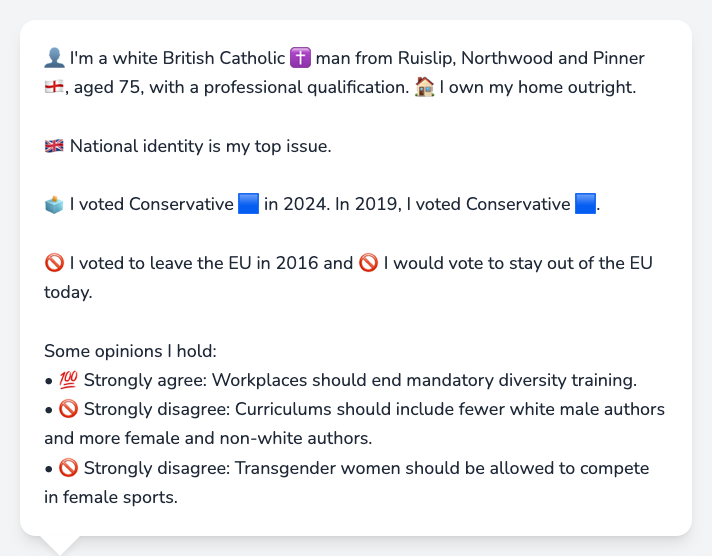 👤 I'm a white British Catholic ✝️ man from Ruislip, Northwood and Pinner
🏴󠁧󠁢󠁥󠁮󠁧󠁿, aged 75, with a professional qualification. 🏠 I own my home outright.
🇬🇧 National identity is my top issue.
🗳️ I voted Conservative 🟦 in 2024. In 2019, I voted Conservative 🟦.
🚫 I voted to leave the EU in 2016 and 🚫 I would vote to stay out of the EU
today.
Some opinions I hold:
• 💯 Strongly agree: Workplaces should end mandatory diversity training.
• 🚫 Strongly disagree: Curriculums should include fewer white male authors
and more female and non-white authors.
• 🚫 Strongly disagree: Transgender women should be allowed to compete
in female sports.